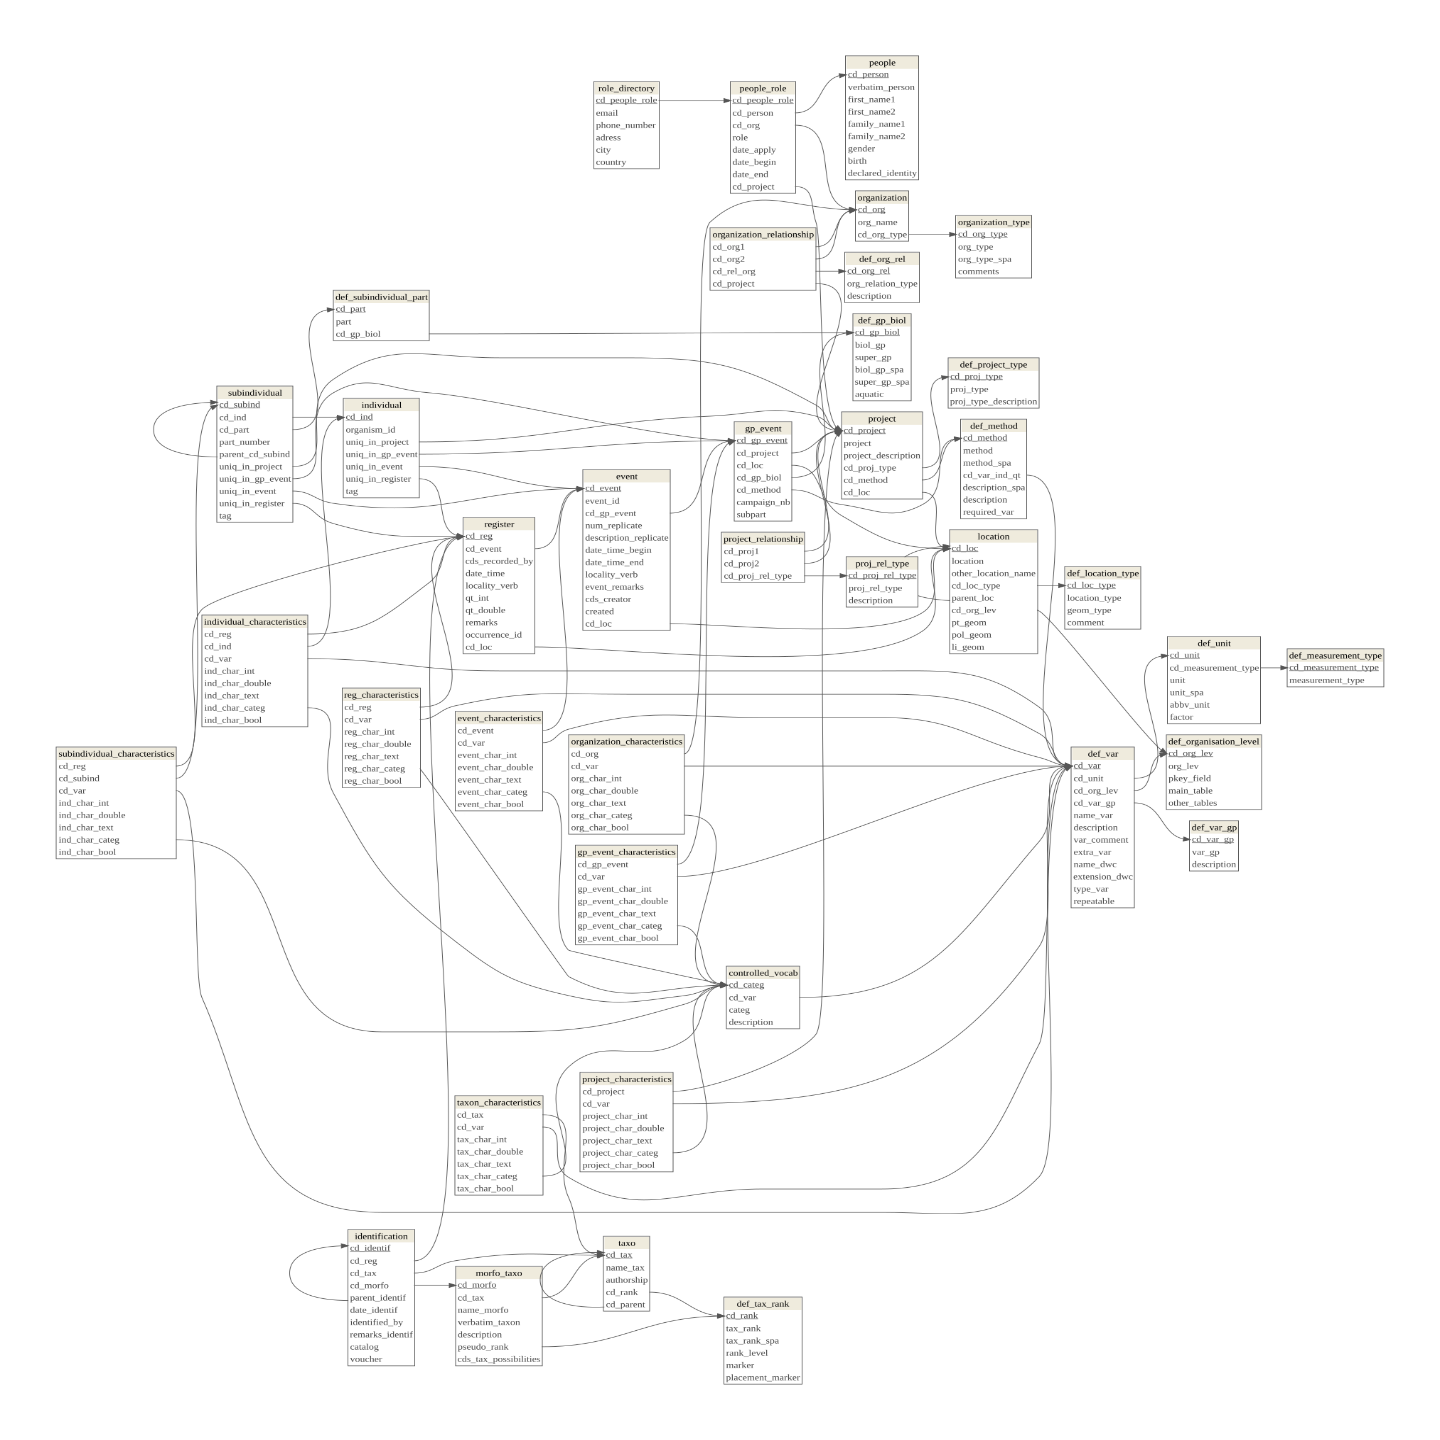 people
cd_person
verbatim_person
first_name1
first_name2
family_name1
family_name2
gender
birth
declared_identity
role_directory
cd_people_role
email
phone_number
adress
city
country
people_role
cd_people_role
cd_person
cd_org
role
date_apply
date_begin
date_end
cd_project
organization
cd_org
org_name
cd_org_type
organization_type
cd_org_type
org_type
org_type_spa
comments
organization_relationship
cd_org1
cd_org2
cd_rel_org
cd_project
def_org_rel
cd_org_rel
org_relation_type
description
def_subindividual_part
cd_part
part
cd_gp_biol
def_gp_biol
cd_gp_biol
biol_gp
super_gp
biol_gp_spa
super_gp_spa
aquatic
def_project_type
cd_proj_type
proj_type
proj_type_description
subindividual
cd_subind
cd_ind
cd_part
part_number
parent_cd_subind
uniq_in_project
uniq_in_gp_event
uniq_in_event
uniq_in_register
tag
individual
cd_ind
organism_id
uniq_in_project
uniq_in_gp_event
uniq_in_event
uniq_in_register
tag
gp_event
cd_gp_event
cd_project
cd_loc
cd_gp_biol
cd_method
campaign_nb
subpart
project
cd_project
project
project_description
cd_proj_type
cd_method
cd_loc
def_method
cd_method
method
method_spa
cd_var_ind_qt
description_spa
description
required_var
event
cd_event
event_id
cd_gp_event
num_replicate
description_replicate
date_time_begin
date_time_end
locality_verb
event_remarks
cds_creator
created
cd_loc
register
cd_reg
cd_event
cds_recorded_by
date_time
locality_verb
qt_int
qt_double
remarks
occurrence_id
cd_loc
project_relationship
cd_proj1
cd_proj2
cd_proj_rel_type
proj_rel_type
cd_proj_rel_type
proj_rel_type
description
location
cd_loc
location
other_location_name
cd_loc_type
parent_loc
cd_org_lev
pt_geom
pol_geom
li_geom
def_location_type
cd_loc_type
location_type
geom_type
comment
individual_characteristics
cd_reg
cd_ind
cd_var
ind_char_int
ind_char_double
ind_char_text
ind_char_categ
ind_char_bool
def_unit
cd_unit
cd_measurement_type
unit
unit_spa
abbv_unit
factor
def_measurement_type
cd_measurement_type
measurement_type
reg_characteristics
cd_reg
cd_var
reg_char_int
reg_char_double
reg_char_text
reg_char_categ
reg_char_bool
event_characteristics
cd_event
cd_var
event_char_int
event_char_double
event_char_text
event_char_categ
event_char_bool
organization_characteristics
cd_org
cd_var
org_char_int
org_char_double
org_char_text
org_char_categ
org_char_bool
subindividual_characteristics
cd_reg
cd_subind
cd_var
ind_char_int
ind_char_double
ind_char_text
ind_char_categ
ind_char_bool
def_var
cd_var
cd_unit
cd_org_lev
cd_var_gp
name_var
description
var_comment
extra_var
name_dwc
extension_dwc
type_var
repeatable
def_organisation_level
cd_org_lev
org_lev
pkey_field
main_table
other_tables
def_var_gp
cd_var_gp
var_gp
description
gp_event_characteristics
cd_gp_event
cd_var
gp_event_char_int
gp_event_char_double
gp_event_char_text
gp_event_char_categ
gp_event_char_bool
controlled_vocab
cd_categ
cd_var
categ
description
project_characteristics
cd_project
cd_var
project_char_int
project_char_double
project_char_text
project_char_categ
project_char_bool
taxon_characteristics
cd_tax
cd_var
tax_char_int
tax_char_double
tax_char_text
tax_char_categ
tax_char_bool
identification
cd_identif
cd_reg
cd_tax
cd_morfo
parent_identif
date_identif
identified_by
remarks_identif
catalog
voucher
morfo_taxo
cd_morfo
cd_tax
name_morfo
verbatim_taxon
description
pseudo_rank
cds_tax_possibilities
taxo
cd_tax
name_tax
authorship
cd_rank
cd_parent
def_tax_rank
cd_rank
tax_rank
tax_rank_spa
rank_level
marker
placement_marker